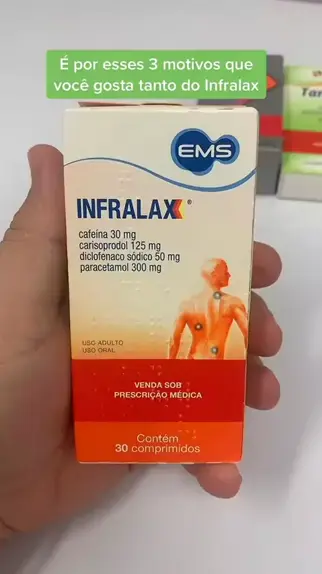 É por esses 3 motivos que
você gosta tanto do Infralax
EMS
INFRALAX®
cafeína 30 mg
carisoprodol 125 mg
diclofenaco sódico 50 mg
paracetamol 300 mg
USO ADULTO
USO ORAL
VENDA SOB
PRESCRIÇÃO MÉDICA
Contém
30 comprimidos